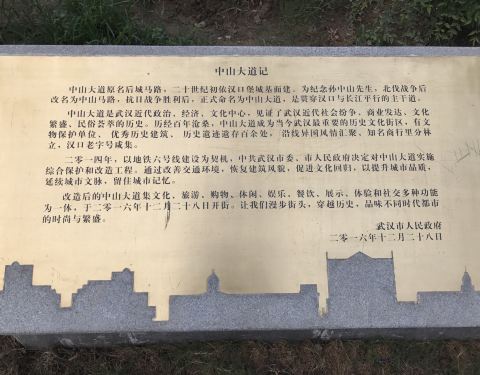 中山大道记
中山大道原名后城马路，二十世纪初依汉口堡城基而建。为纪念孙中山先生，北伐战争后
改名为中山马路，抗日战争胜利后，正式命名为中山大道，是贯穿汉口与长江平行的主干道。
中山大道是武汉近代政治、经济、文化中心，见证了武汉近代社会纷争、商业发达、文化
繁盛、民俗荟萃的历史。历经百年沧桑，中山大道成为当今武汉最重要的历史文化街区，有文
物保护单位、优秀历史建筑、历史遗迹遗存百余处，沿线异国风情汇聚、知名商行里分林
立，汉口老字号咸集。
二〇一四年，以地铁六号线建设为契机，中共武汉市委、市人民政府决定对中山大道实施
综合保护和改造工程。通过改善交通环境，恢复建筑风貌，促进文化回归，以提升城市品质，
延续城市文脉，留住城市记忆。
改造后的中山大道集文化、旅游、购物、休闲、娱乐、餐饮、展示、体验和社交多种功能
为一体，于二〇一六年十二月二十八日开街。让我们漫步街头，穿越历史，品味不同时代都市
的时尚与繁盛。
武汉市人民政府
二〇一六年十二月二十八日